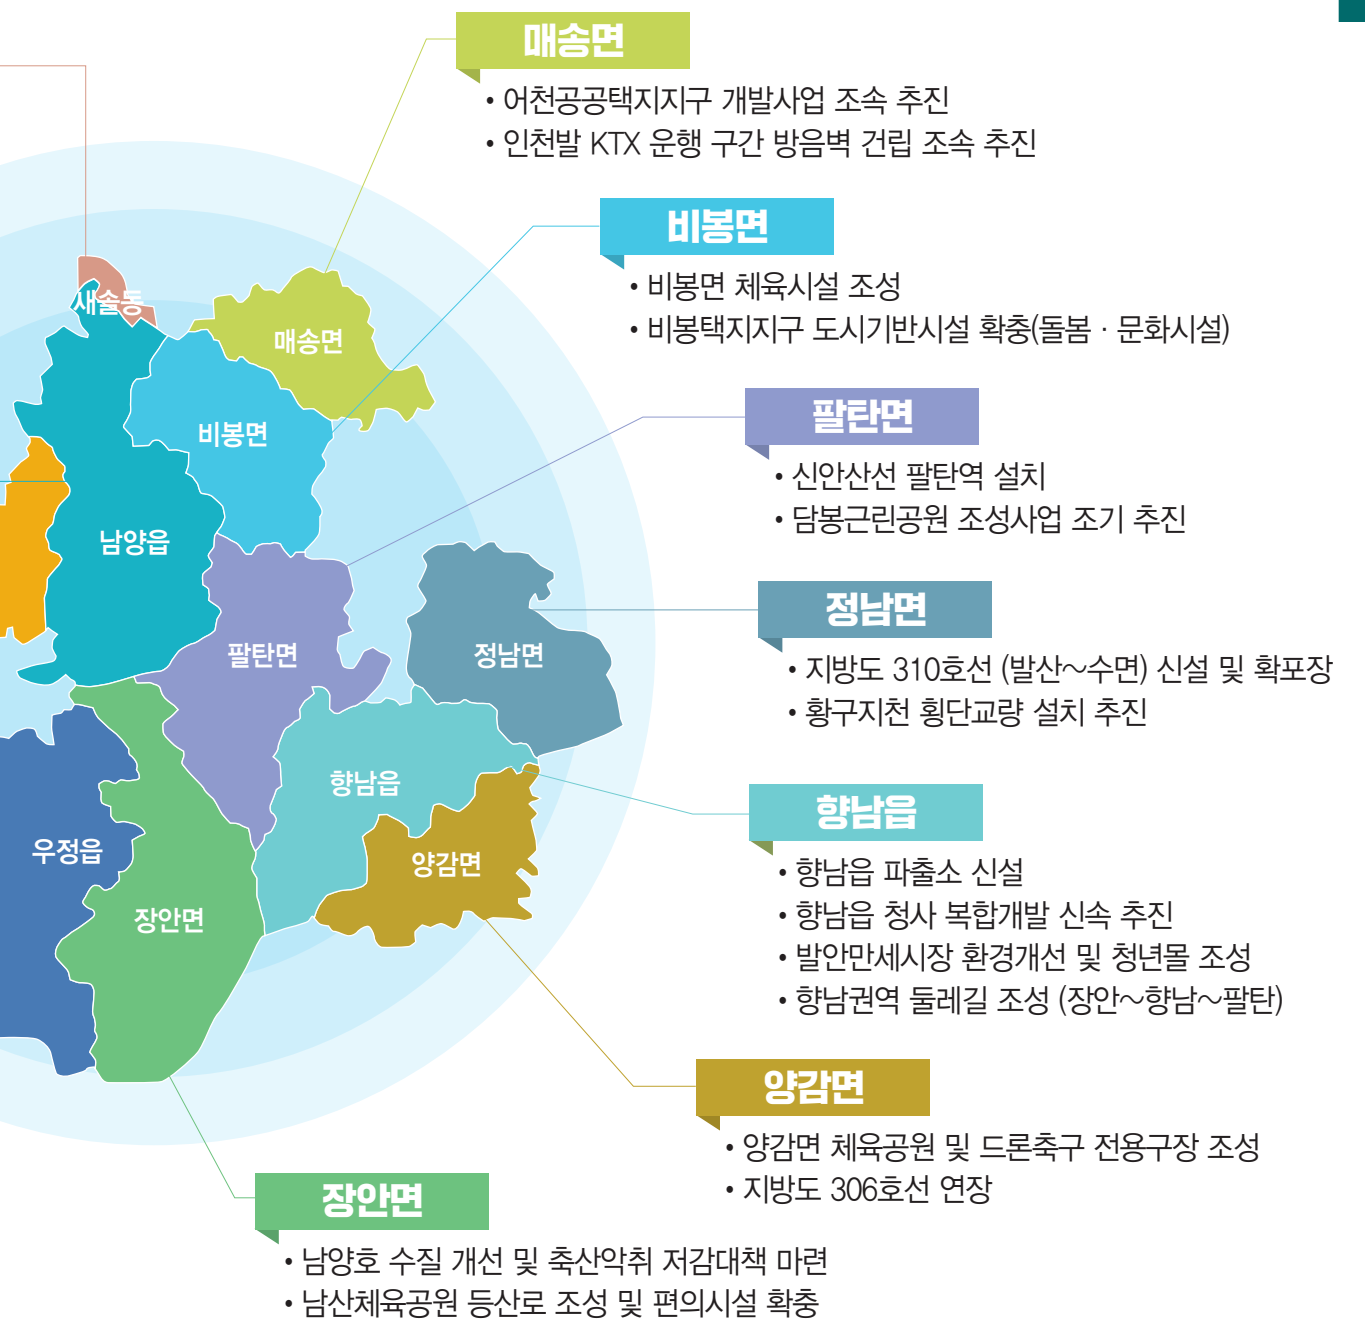 매송면
• 어천공공택지지구 개발사업 조속 추진
• 인천발 KTX 운행 구간 방음벽 건립 조속 추진
비봉면
• 비봉면 체육시설 조성
• 비봉택지지구 도시기반시설 확충(돌봄 · 문화시설)
팔탄면
• 신안산선 팔탄역 설치
• 담봉근린공원 조성사업 조기 추진
정남면
• 지방도 310호선 (발산~수면) 신설 및 확포장
• 황구지천 횡단교량 설치 추진
향남읍
• 향남읍 파출소 신설
• 향남읍 청사 복합개발 신속 추진
• 발안만세시장 환경개선 및 청년몰 조성
• 향남권역 둘레길 조성 (장안~향남~팔탄)
양감면
• 양감면 체육공원 및 드론축구 전용구장 조성
• 지방도 306호선 연장
장안면
• 남양호 수질 개선 및 축산악취 저감대책 마련
• 남산체육공원 등산로 조성 및 편의시설 확충
새솔동
매송면
비봉면
남양읍
팔탄면
정남면
향남읍
우정읍
양감면
장안면